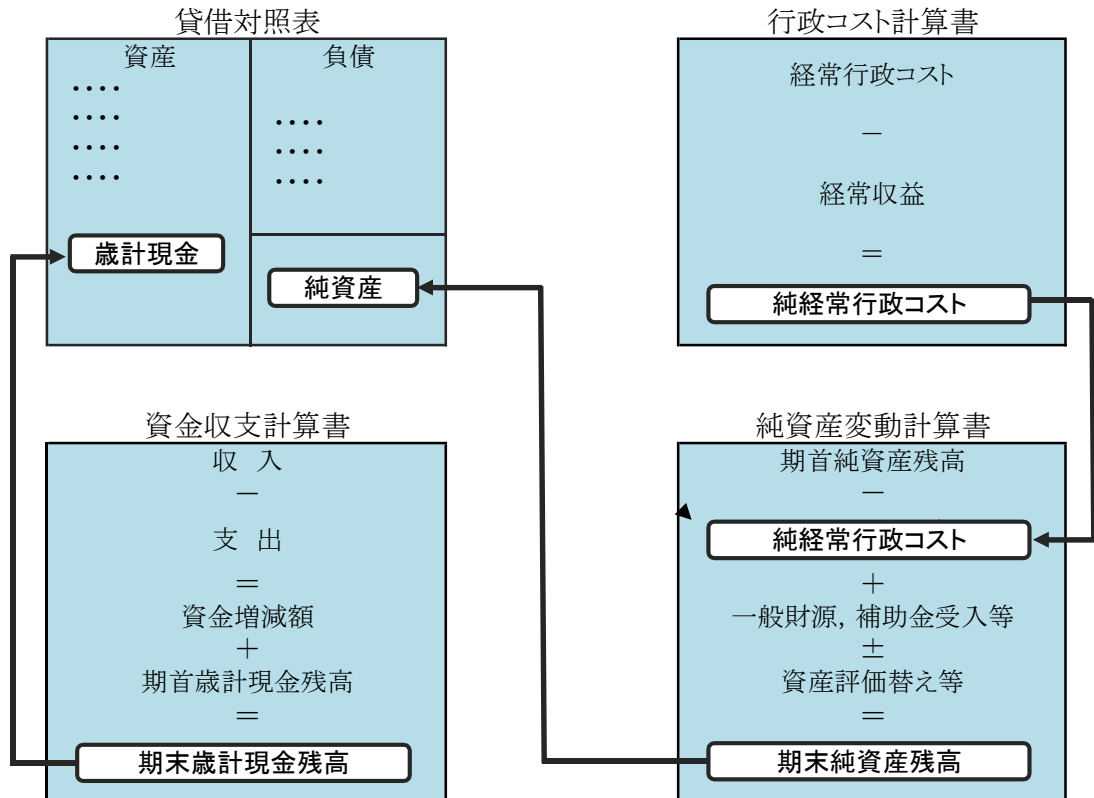 貸借対照表
資産
・・・・
・・・・
・・・・
・・・・
歳計現金
負債
・・・・
・・・・
・・・・
純資産
行政コスト計算書
経常行政コスト
－
経常収益
＝
純経常行政コスト
資金収支計算書
収 入
－
支 出
＝
資金増減額
＋
期首歳計現金残高
＝
期末歳計現金残高
純資産変動計算書
期首純資産残高
－
純経常行政コスト
＋
一般財源，補助金受入等
±
資産評価替え等
＝
期末純資産残高